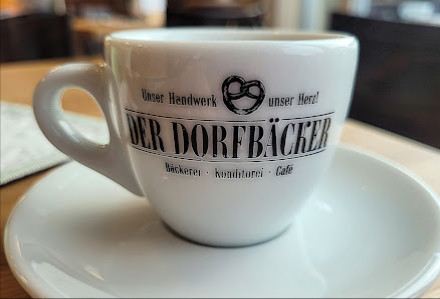 Unser Handwerk unser Herz!
DER DORFBÄCKER
Bäckerei · Konditorei · Café